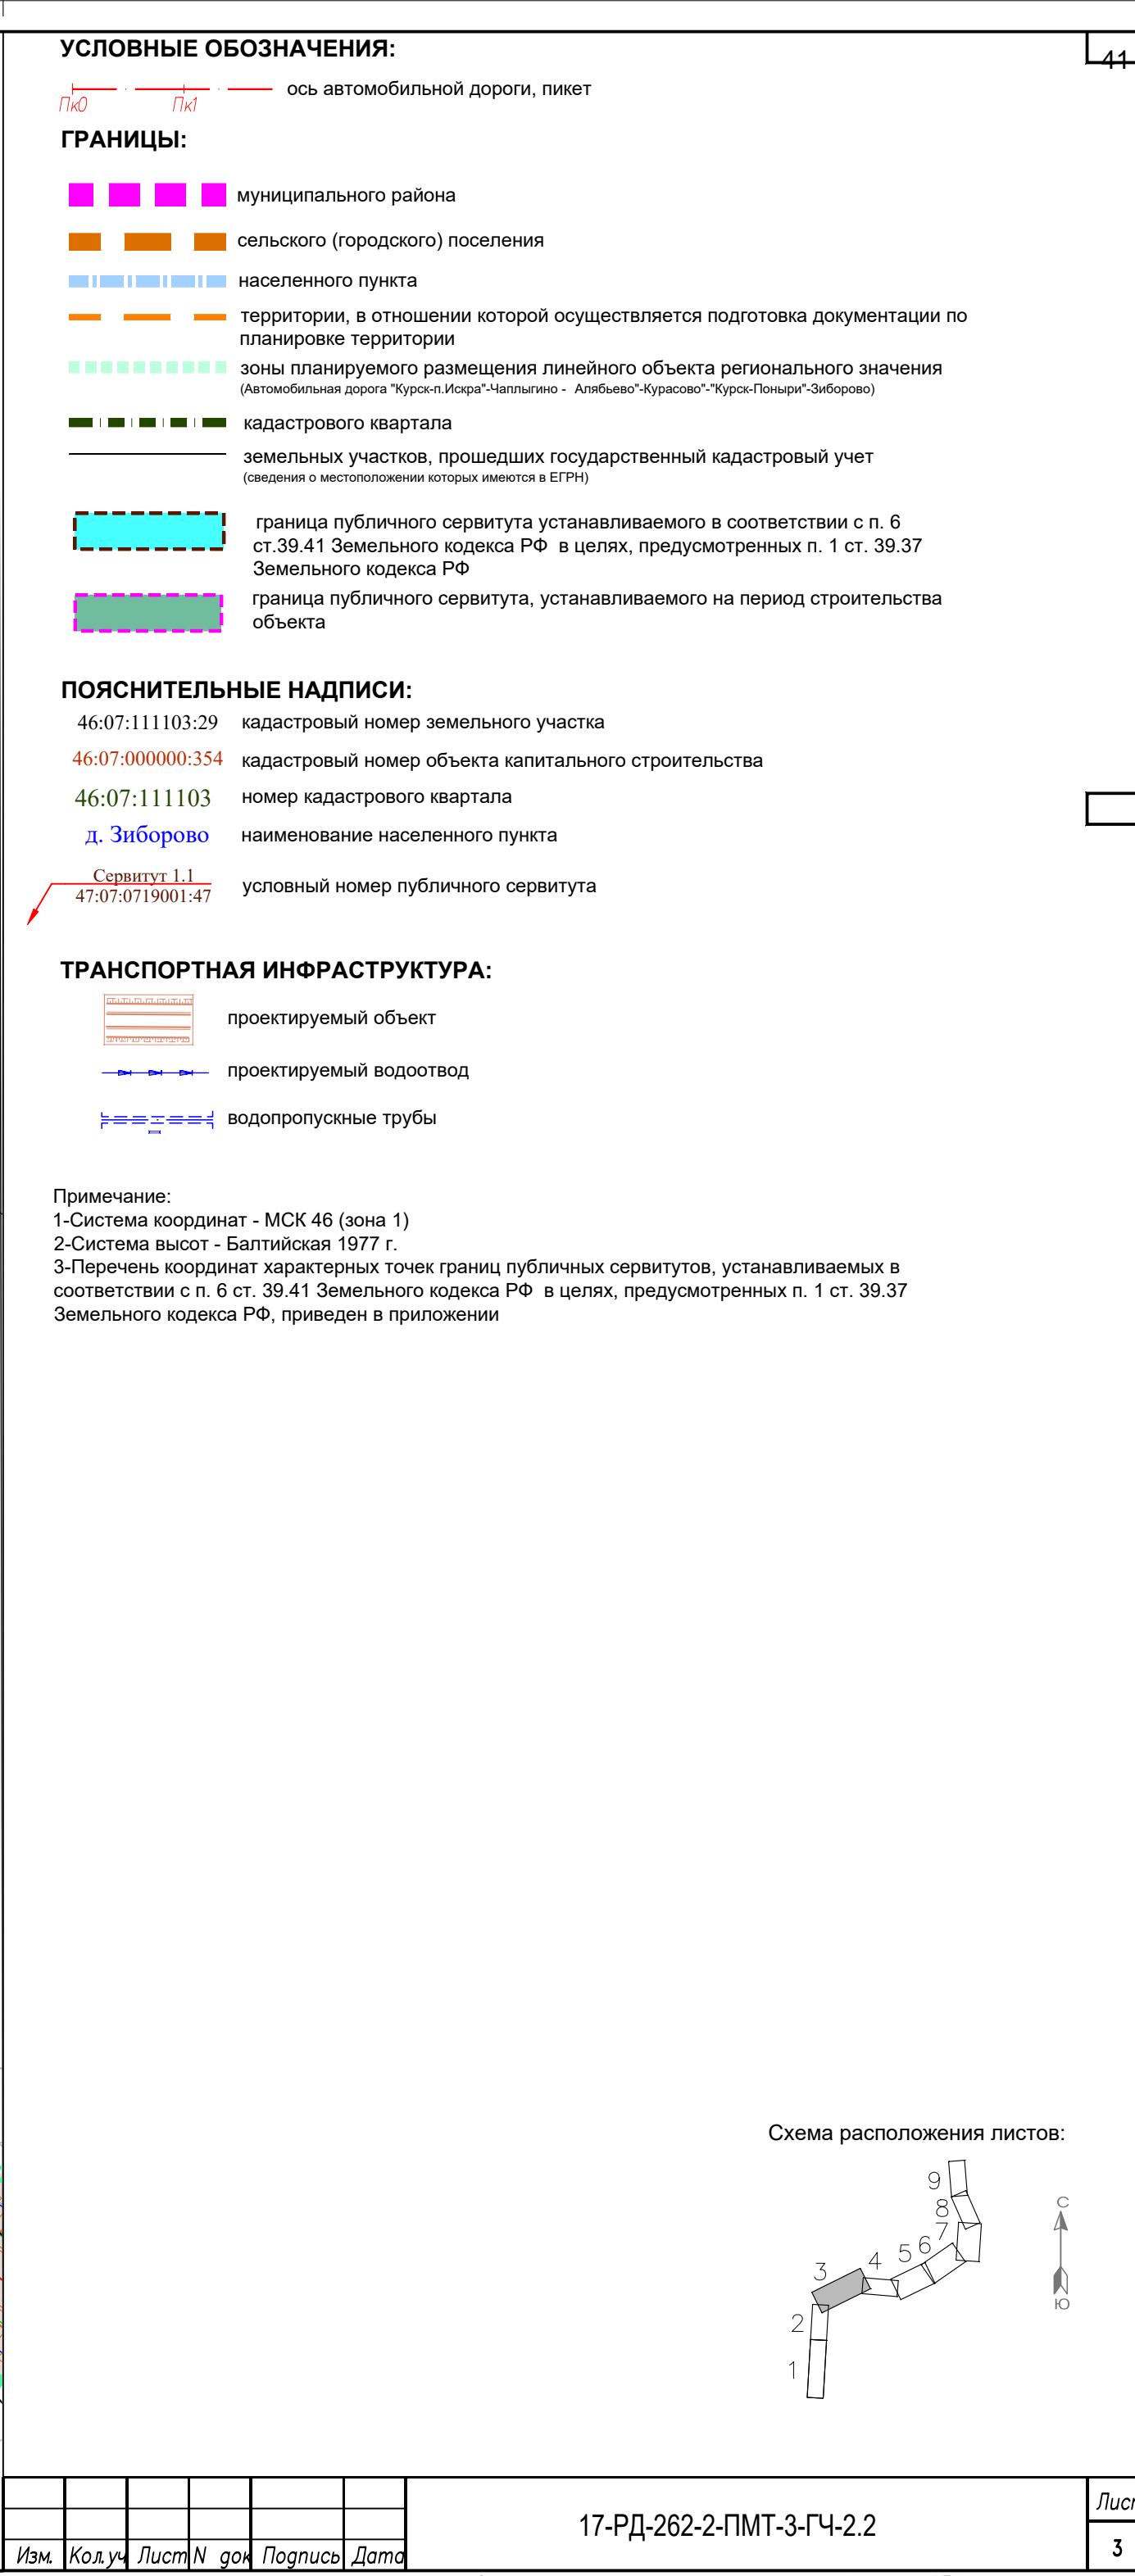 УСЛОВНЫЕ ОБОЗНАЧЕНИЯ:
41
ось автомобильной дороги, пикет
Пк0 Пк1
ГРАНИЦЫ:
муниципального района
сельского (городского) поселения
населенного пункта
территории, в отношении которой осуществляется подготовка документации по
планировке территории
зоны планируемого размещения линейного объекта регионального значения
(Автомобильная дорога "Курск-п.Искра"-Чаплыгино - Алябьево"-Курасово"-"Курск-Поныри"-Зиборово)
кадастрового квартала
земельных участков, прошедших государственный кадастровый учет
(сведения о местоположении которых имеются в ЕГРН)
граница публичного сервитута устанавливаемого в соответствии с п. 6
ст.39.41 Земельного кодекса РФ в целях, предусмотренных п. 1 ст. 39.37
Земельного кодекса РФ
граница публичного сервитута, устанавливаемого на период строительства
объекта
ПОЯСНИТЕЛЬНЫЕ НАДПИСИ:
46:07:111103:29 кадастровый номер земельного участка
46:07:000000:354 кадастровый номер объекта капитального строительства
46:07:111103 номер кадастрового квартала
д. Зиборово наименование населенного пункта
Сервитут 1.1
47:07:0719001:47 условный номер публичного сервитута
ТРАНСПОРТНАЯ ИНФРАСТРУКТУРА:
проектируемый объект
проектируемый водоотвод
водопропускные трубы
Примечание:
1-Система координат - МСК 46 (зона 1)
2-Система высот - Балтийская 1977 г.
3-Перечень координат характерных точек границ публичных сервитутов, устанавливаемых в
соответствии с п. 6 ст. 39.41 Земельного кодекса РФ в целях, предусмотренных п. 1 ст. 39.37
Земельного кодекса РФ, приведен в приложении
Схема расположения листов:
9
8
7
6
5
4
3
2
1
С
Ю
17-РД-262-2-ПМТ-3-ГЧ-2.2
Лист
3
Изм. Кол.уч Лист N док Подпись Дата